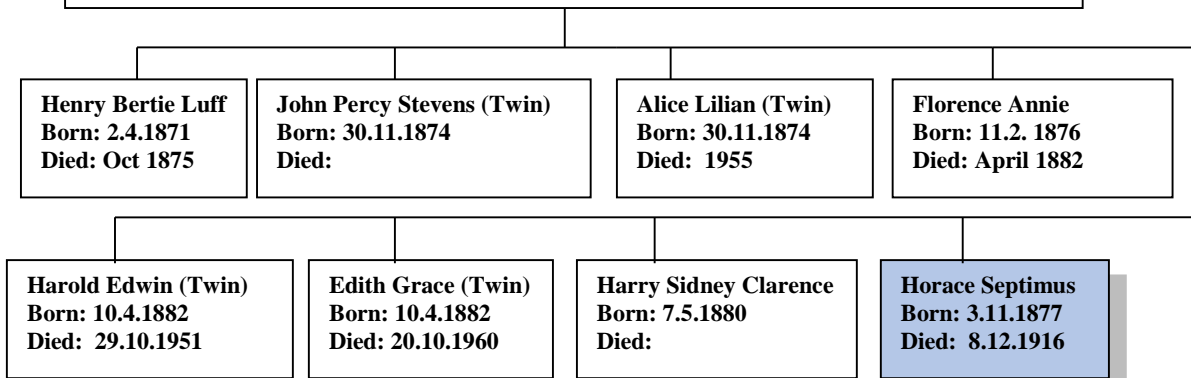 Henry Bertie Luff
Born: 2.4.1871
Died: Oct 1875
John Percy Stevens (Twin)
Born: 30.11.1874
Died:
Alice Lilian (Twin)
Born: 30.11.1874
Died:  1955
Florence Annie
Born: 11.2. 1876
Died: April 1882
Harold Edwin (Twin)
Born: 10.4.1882
Died:  29.10.1951
Edith Grace (Twin)
Born: 10.4.1882
Died: 20.10.1960
Harry Sidney Clarence
Born: 7.5.1880
Died:
Horace Septimus
Born: 3.11.1877
Died:  8.12.1916